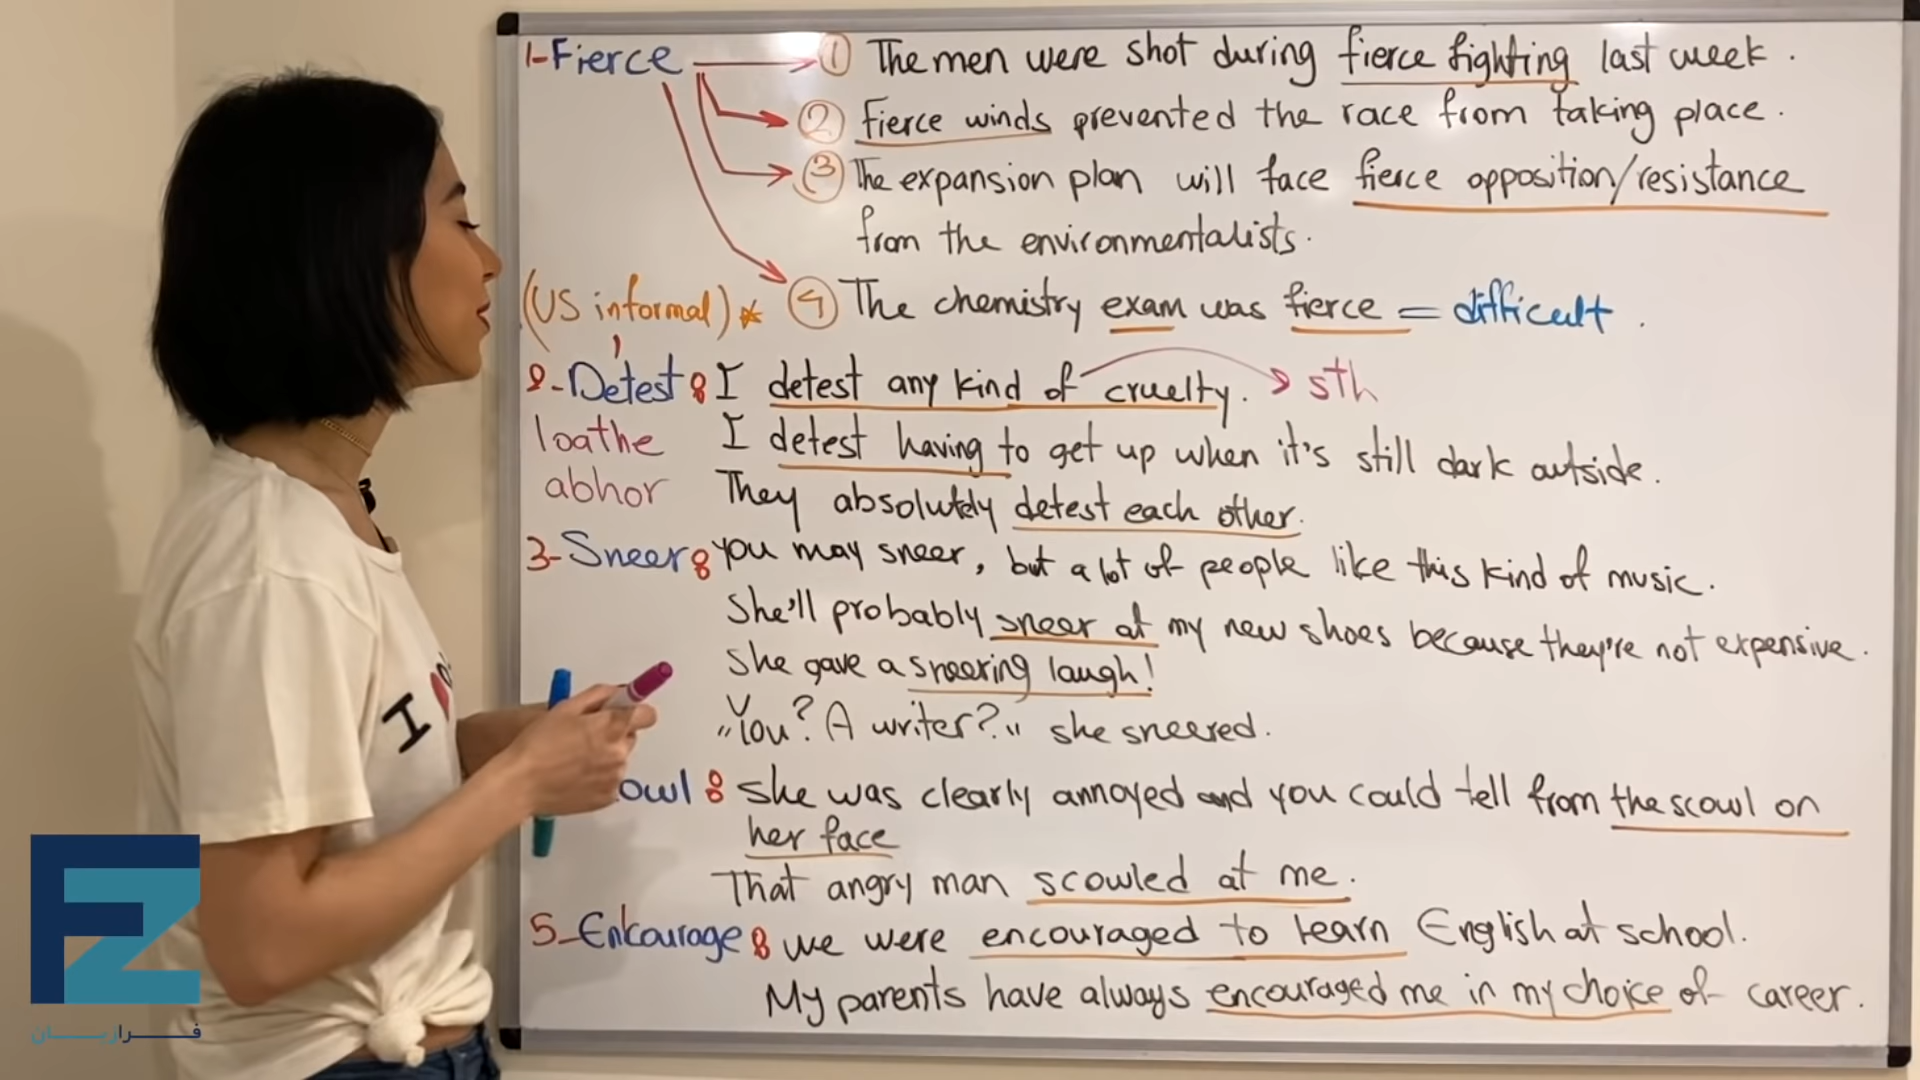 1-Fierce ① The men were shot during fierce fighting last week.
② Fierce winds prevented the race from taking place.
③ The expansion plan will face fierce opposition/resistance
from the environmentalists.
(US informal) * ④ The chemistry exam was fierce = difficult.
2-Detest: I detest any kind of cruelty. → sth
loathe I detest having to get up when it's still dark outside.
abhor They absolutely detest each other.
3-Sneer: you may sneer, but a lot of people like this kind of music.
She'll probably sneer at my new shoes because they're not expensive.
She gave a sneering laugh!
"You? A writer?" she sneered.
owl: she was clearly annoyed and you could tell from the scowl on
her face
That angry man scowled at me.
5-Encourage: we were encouraged to learn English at school.
My parents have always encouraged me in my choice of career.
I
FZ
فرازبان